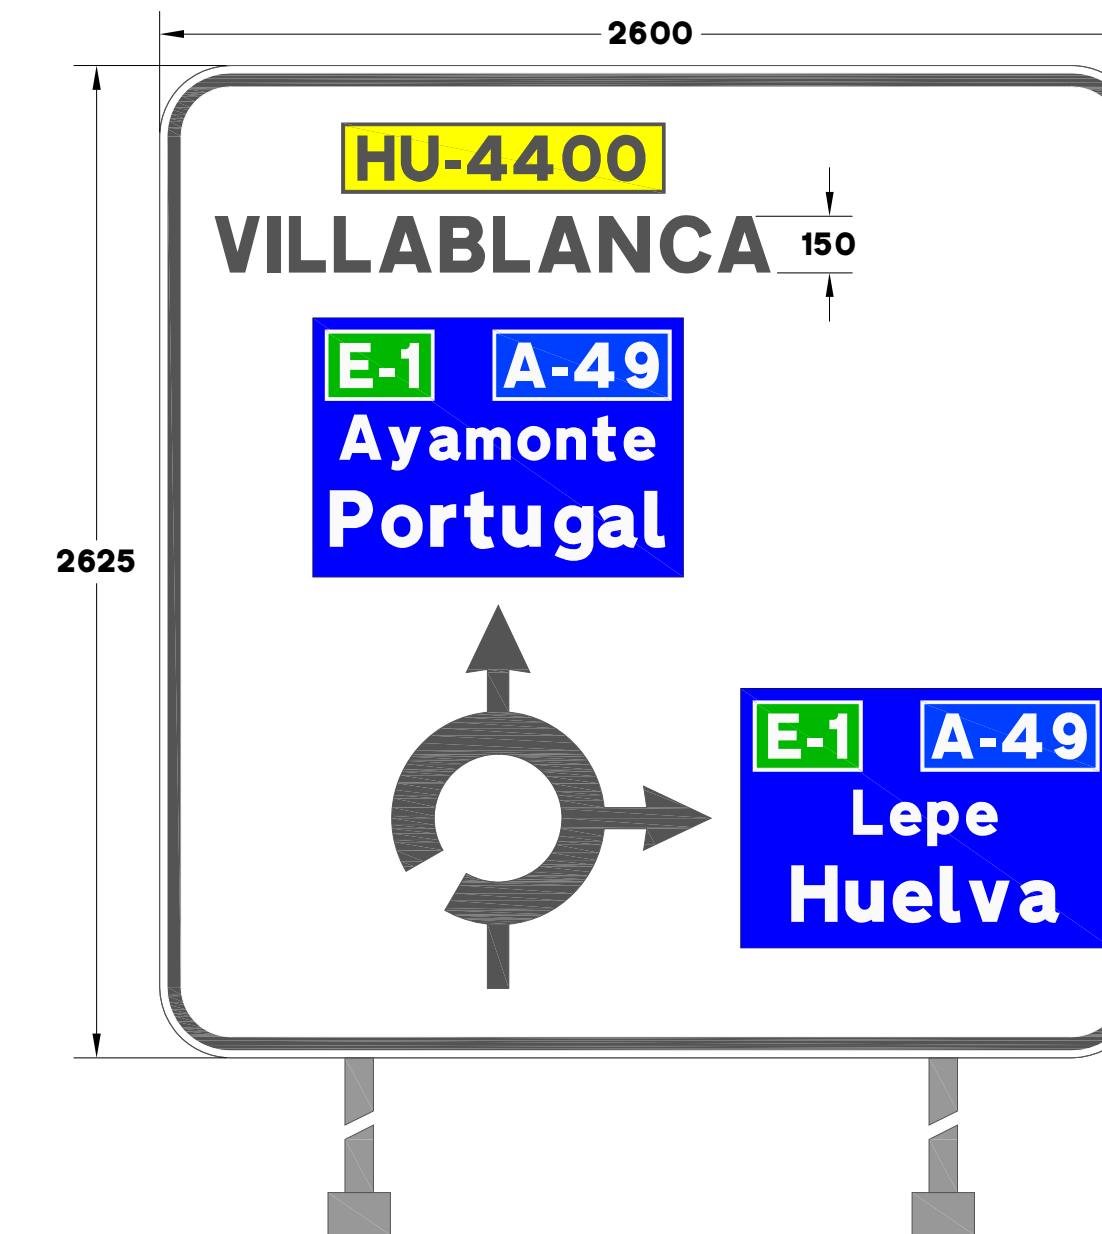 2600
HU-4400
VILLABLANCA
150
E-1 A-49
Ayamonte
Portugal
2625
E-1 A-49
Lepe
Huelva